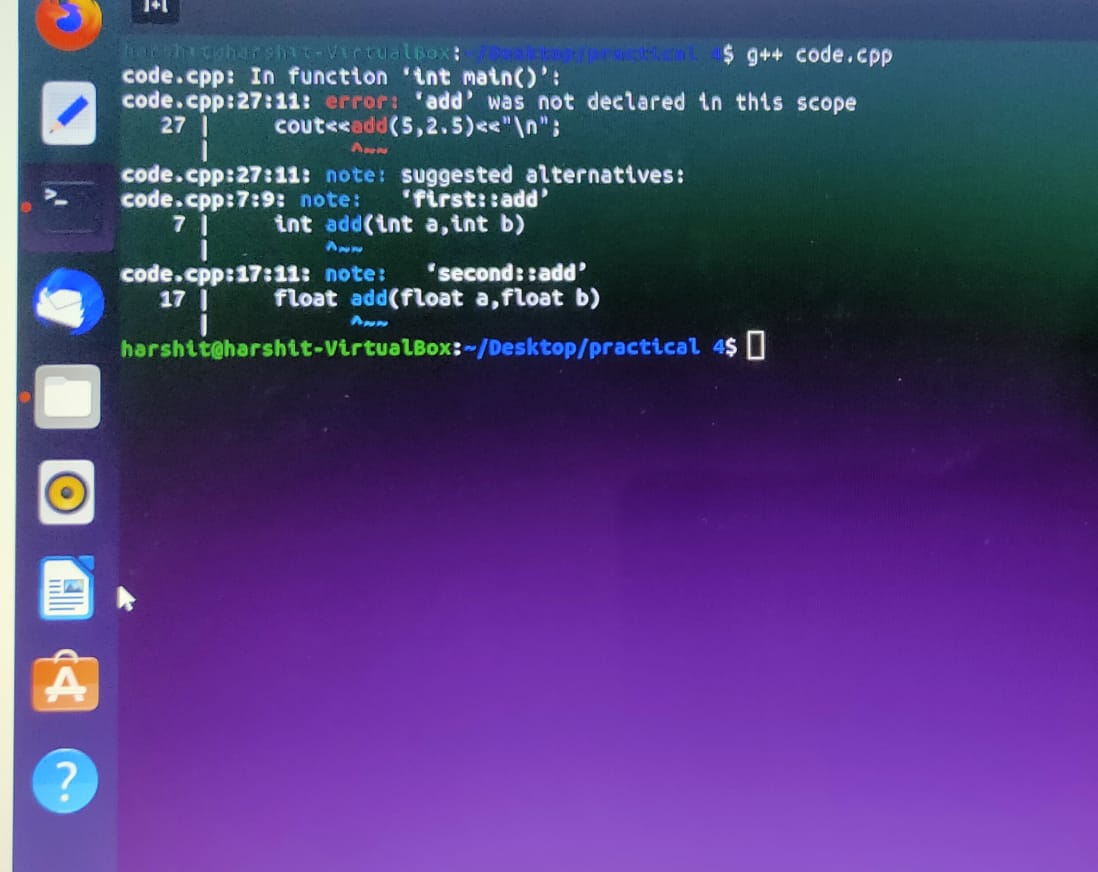 harshit@harshit-VirtualBox:~/Desktop/practical 4$ g++ code.cpp
code.cpp: In function ‘int main()’:
code.cpp:27:11: error: ‘add’ was not declared in this scope
   27 |     cout<<add(5,2.5)<<"\n";
      |           ^~~
code.cpp:27:11: note: suggested alternatives:
code.cpp:7:9: note:   ‘first::add’
    7 |     int add(int a,int b)
      |         ^~~
code.cpp:17:11: note:   ‘second::add’
   17 |     float add(float a,float b)
      |           ^~~
harshit@harshit-VirtualBox:~/Desktop/practical 4$